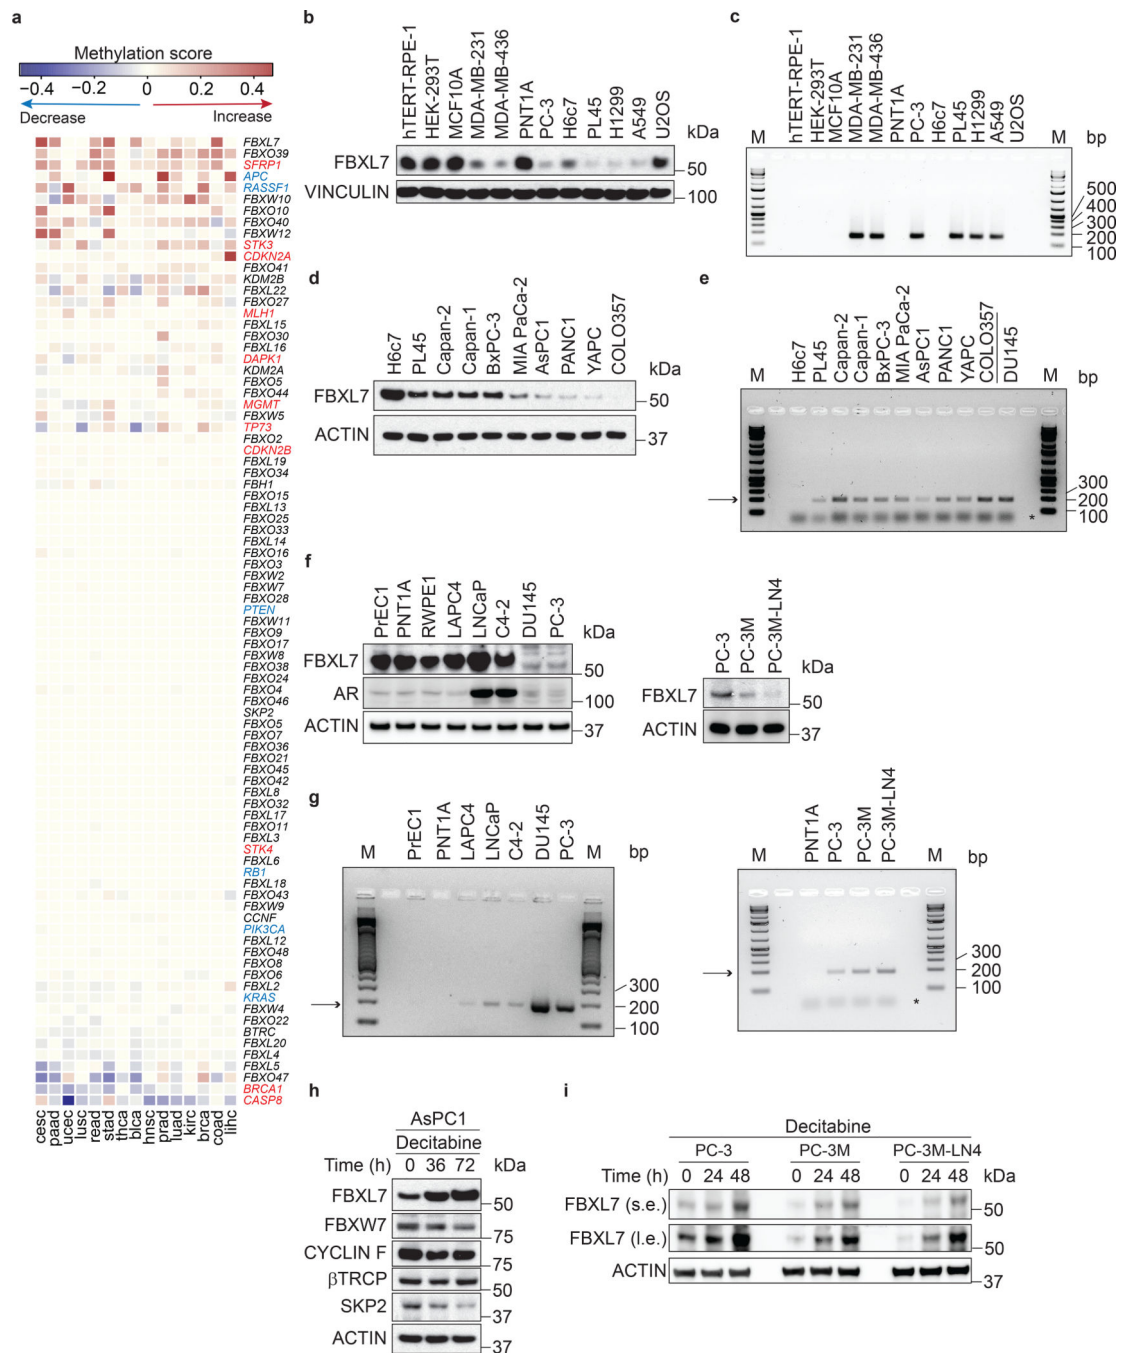 a
Methylation score
−0.4 −0.2 0 0.2 0.4
Decrease Increase
FBXL7
FBXO39
SFRP1
APC
RASSF1
FBXW10
FBXO10
FBXO40
FBXW12
STK3
CDKN2A
FBXO41
KDM2B
FBXL22
FBXO27
MLH1
FBXL15
FBXO30
FBXL16
DAPK1
KDM2A
FBXO5
FBXO44
MGMT
FBXW5
TP73
FBXO2
CDKN2B
FBXL19
FBXO34
FBH1
FBXO15
FBXL13
FBXO25
FBXO33
FBXL14
FBXO16
FBXO3
FBXW2
FBXW7
FBXO28
PTEN
FBXW11
FBXO9
FBXO17
FBXW8
FBXO38
FBXO24
FBXO4
FBXO46
SKP2
FBXO5
FBXO7
FBXO36
FBXO21
FBXO45
FBXO42
FBXL8
FBXO32
FBXL17
FBXO11
FBXL3
STK4
FBXL6
RB1
FBXL18
FBXO43
FBXW9
CCNF
PIK3CA
FBXL12
FBXO48
FBXO8
FBXO6
FBXL2
KRAS
FBXW4
FBXO22
BTRC
FBXL20
FBXL4
FBXL5
FBXO47
BRCA1
CASP8
cesc paad ucec lusc read stad thca blca hnsc prad luad kirc brca coad lihc
b
hTERT-RPE-1 HEK-293T MCF10A MDA-MB-231 MDA-MB-436 PNT1A PC-3 H6c7 PL45 H1299 A549 U2OS
kDa
FBXL7 50
VINCULIN 100
c
M hTERT-RPE-1 HEK-293T MCF10A MDA-MB-231 MDA-MB-436 PNT1A PC-3 H6c7 PL45 H1299 A549 U2OS M bp
500
400
300
200
100
d
H6c7 PL45 Capan-2 Capan-1 BxPC-3 MIA PaCa-2 AsPC1 PANC1 YAPC COLO357
kDa
FBXL7 50
ACTIN 37
e
M H6c7 PL45 Capan-2 Capan-1 BxPC-3 MIA PaCa-2 AsPC1 PANC1 YAPC COLO357 DU145 M bp
300
200
* 100
f
PrEC1 PNT1A RWPE1 LAPC4 LNCaP C4-2 DU145 PC-3
kDa
FBXL7 50
AR 100
ACTIN 37
PC-3 PC-3M PC-3M-LN4
kDa
FBXL7 50
ACTIN 37
g
M PrEC1 PNT1A LAPC4 LNCaP C4-2 DU145 PC-3 M bp
300
200
100
M PNT1A PC-3 PC-3M PC-3M-LN4 M bp
300
200
100
*
h
AsPC1
Decitabine
Time (h) 0 36 72 kDa
FBXL7 50
FBXW7 75
CYCLIN F 75
βTRCP 50
SKP2 37
ACTIN 37
i
Decitabine
PC-3 PC-3M PC-3M-LN4
Time (h) 0 24 48 0 24 48 0 24 48 kDa
FBXL7 (s.e.) 50
FBXL7 (l.e.) 50
ACTIN 37